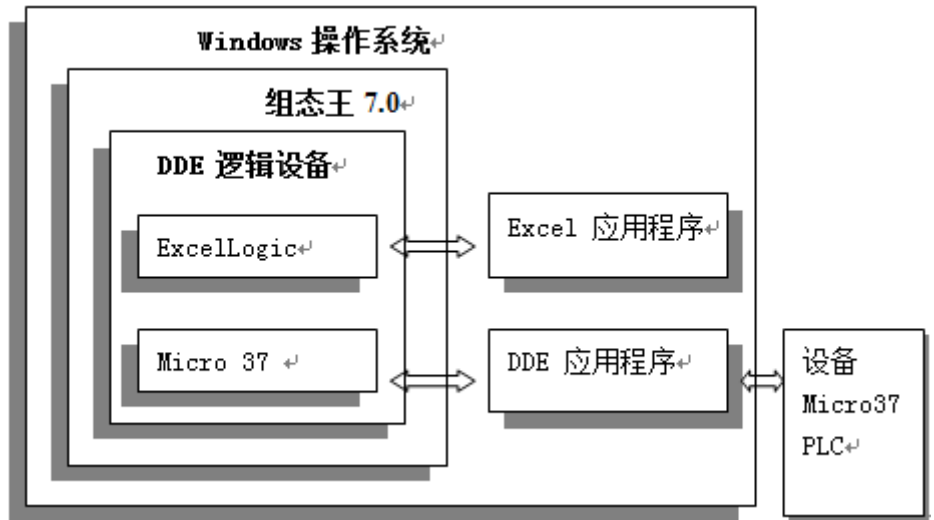 Windows 操作系统
组态王 7.0
DDE 逻辑设备
ExcelLogic
Excel 应用程序
Micro 37
DDE 应用程序
设备
Micro37
PLC